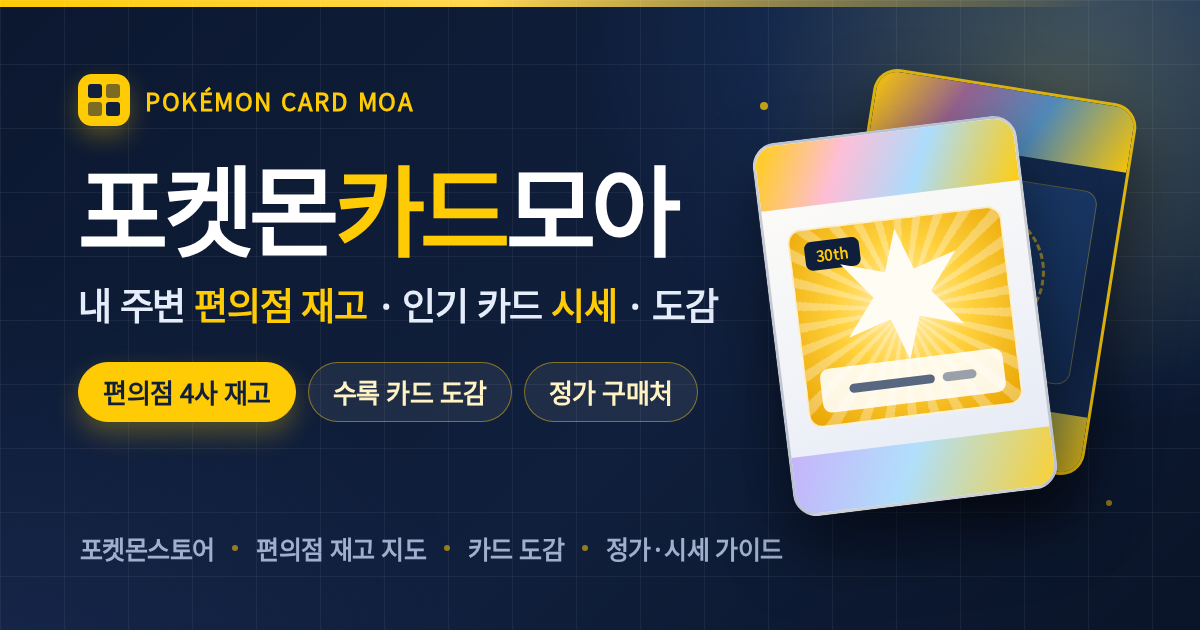 POKÉMON CARD MOA
포켓몬카드모아
내 주변 편의점 재고 · 인기 카드 시세 · 도감
편의점 4사 재고 수록 카드 도감 정가 구매처
30th
포켓몬스토어 • 편의점 재고 지도 • 카드 도감 • 정가·시세 가이드